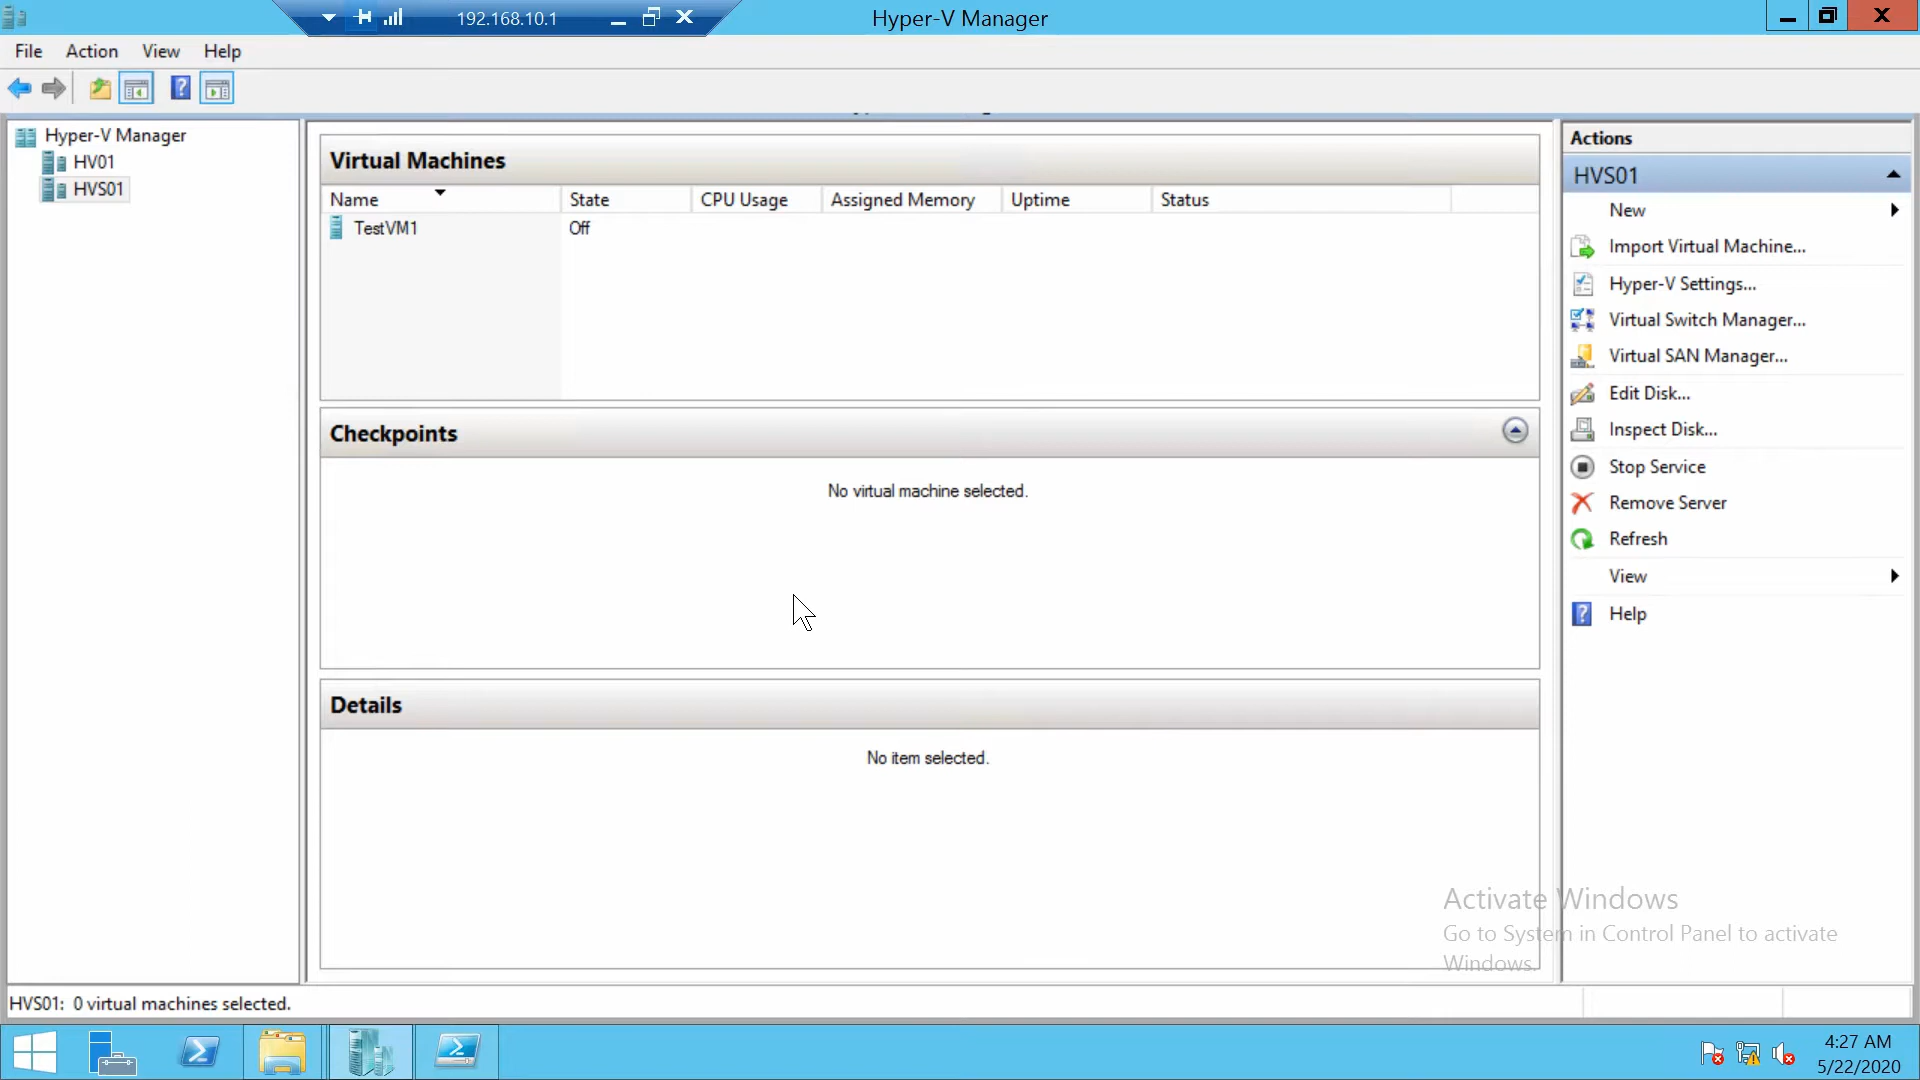 192.168.10.1
Hyper-V Manager
File Action View Help
Hyper-V Manager
HV01
HVS01
Virtual Machines
Name State CPU Usage Assigned Memory Uptime Status
TestVM1 Off
Checkpoints
No virtual machine selected.
Details
No item selected.
Actions
HVS01
New
Import Virtual Machine...
Hyper-V Settings...
Virtual Switch Manager...
Virtual SAN Manager...
Edit Disk...
Inspect Disk...
Stop Service
Remove Server
Refresh
View
Help
Activate Windows
Go to System in Control Panel to activate
Windows.
HVS01: 0 virtual machines selected.
4:27 AM
5/22/2020